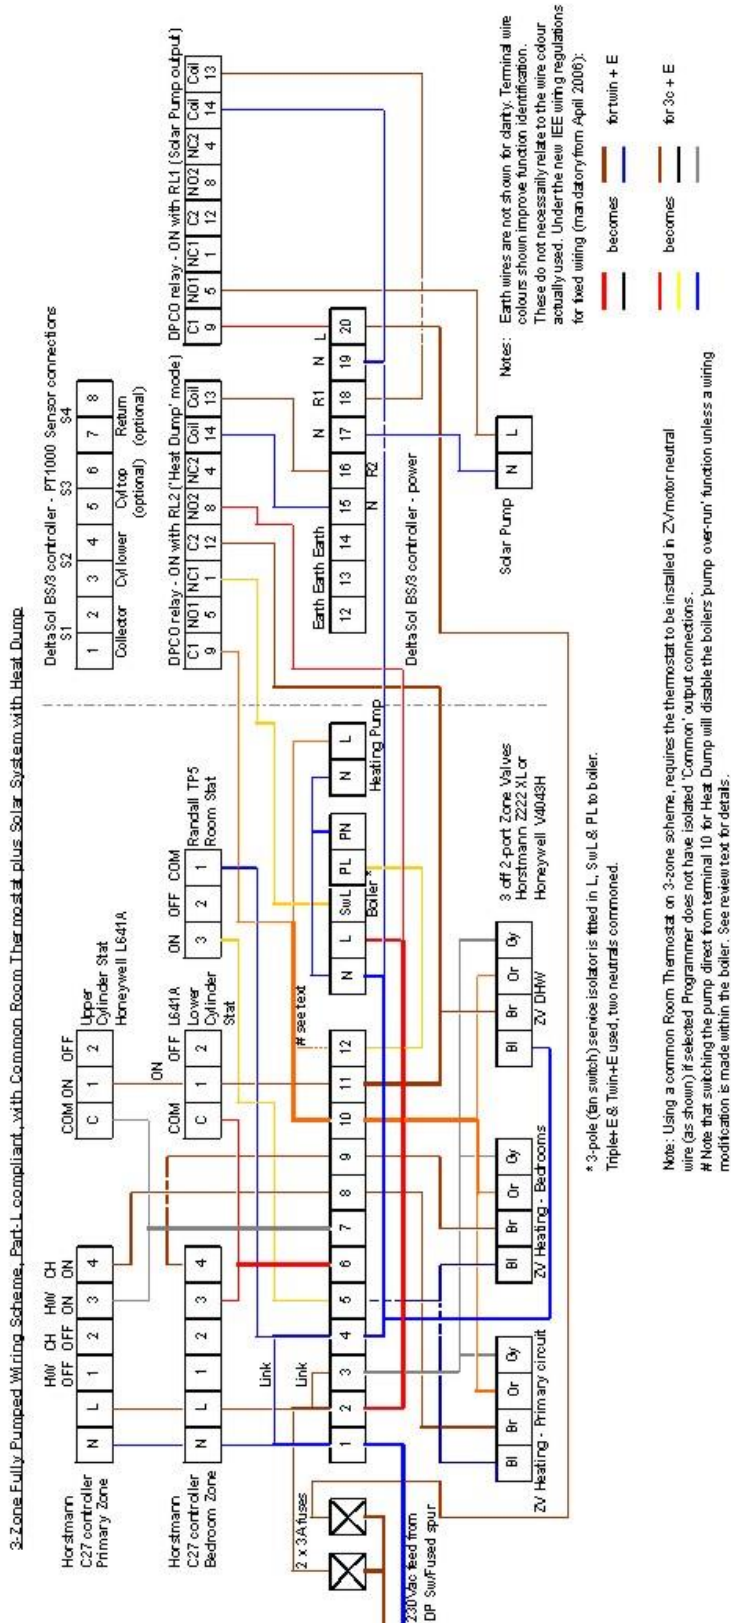 3-Zone Fully Pumped Wiring Scheme, Part-L compliant, with Common Room Thermostat plus Solar System with Heat Dump
Horstmann
C27 controller
Primary Zone
HW CH HW CH
OFF OFF ON ON
N L 1 2 3 4
Horstmann
C27 controller
Bedroom Zone
N L 1 2 3 4
COM ON OFF
C 1 2
Upper
Cylinder Stat
Honeywell L641A
ON
COM OFF
C 1 2
L641A
Lower
Cylinder
Stat
ON OFF COM
3 2 1
Randall TP5
Room Stat
DeltaSol BS/3 controller - PT1000 Sensor connections
S1 S2 S3 S4
1 2 3 4 5 6 7 8
Collector Cyl lower Cyl top (optional) Return (optional)
DPCO relay - ON with RL2 ('Heat Dump' mode)
C1 NO1 NC1 C2 NO2 NC2 Coil Coil
9 5 1 12 8 4 14 13
DPCO relay - ON with RL1 (Solar Pump output)
C1 NO1 NC1 C2 NO2 NC2 Coil Coil
9 5 1 12 8 4 14 13
2 x 3A fuses
Link
Link
1 2 3 4 5 6 7 8 9 10 11 12
# see text
N L SwL PL PN
Boiler *
N L
Heating Pump
Earth Earth Earth N R2 N R1 N L
12 13 14 15 16 17 18 19 20
DeltaSol BS/3 controller - power
N L
Solar Pump
230Vac feed from
DP Sw/Fused spur
Bl Br Or Gy
ZV Heating - Primary circuit
Bl Br Or Gy
ZV Heating - Bedrooms
Bl Br Or Gy
ZV DHW
3 off 2-port Zone Valves
Horstmann Z222 XL or
Honeywell V4043H
* 3-pole (fan switch) service isolator is fitted in L, SwL & PL to boiler.
Triple+E & Twin+E used, two neutrals commoned.
Notes: Earth wires are not shown for clarity. Terminal wire
colours shown improve function identification.
These do not necessarily relate to the wire colour
actually used. Under the new IEE wiring regulations
for fixed wiring (mandatory from April 2006):
becomes for twin + E
becomes for 3c + E
Note: Using a common Room Thermostat on 3-zone scheme, requires the thermostat to be installed in ZV motor neutral
wire (as shown) if selected Programmer does not have isolated 'Common' output connections.
# Note that switching the pump direct from terminal 10 for Heat Dump will disable the boilers 'pump over-run' function unless a wiring
modification is made within the boiler. See review text for details.